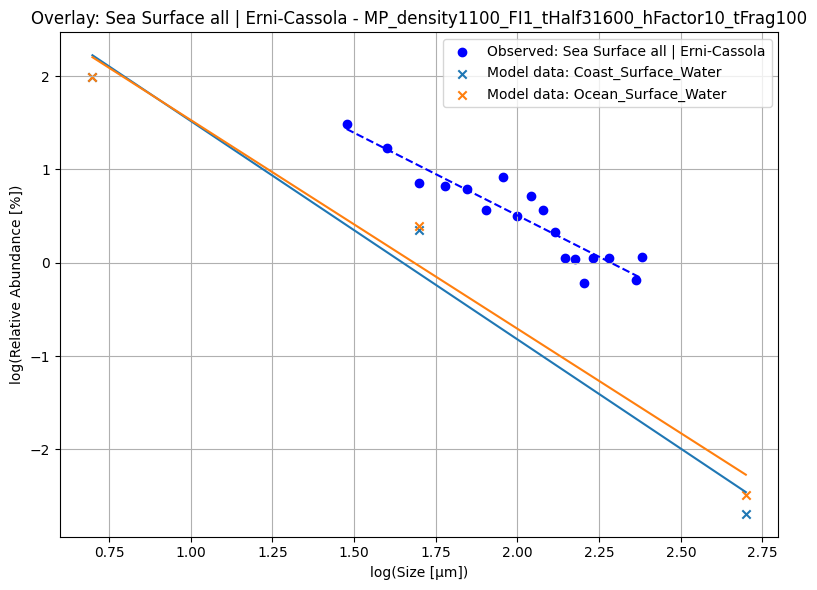 Overlay: Sea Surface all | Erni-Cassola - MP_density1100_FI1_tHalf31600_hFactor10_tFrag100
Observed: Sea Surface all | Erni-Cassola
Model data: Coast_Surface_Water
Model data: Ocean_Surface_Water
log(Relative Abundance [%])
2
1
0
−1
−2
0.75 1.00 1.25 1.50 1.75 2.00 2.25 2.50 2.75
log(Size [μm])